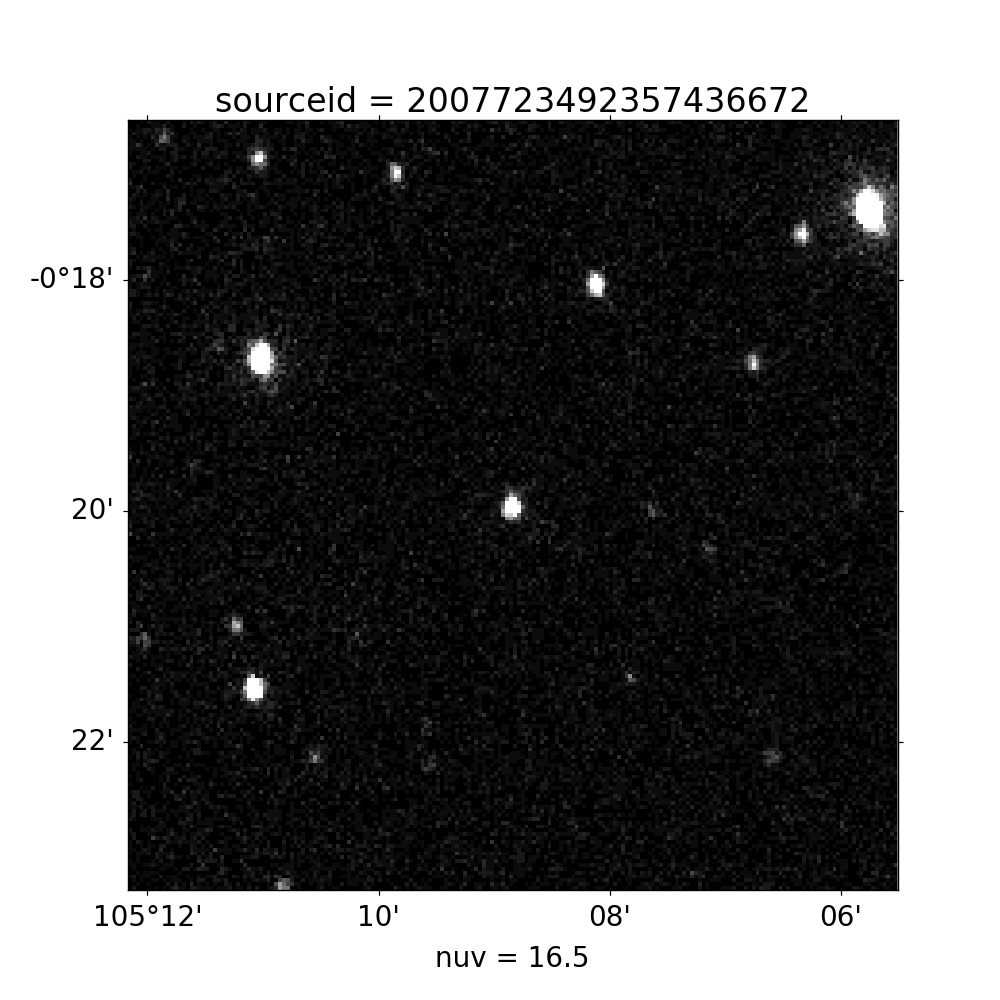 sourceid = 2007723492357436672
-0°18'
20'
22'
105°12' 10' 08' 06'
nuv = 16.5